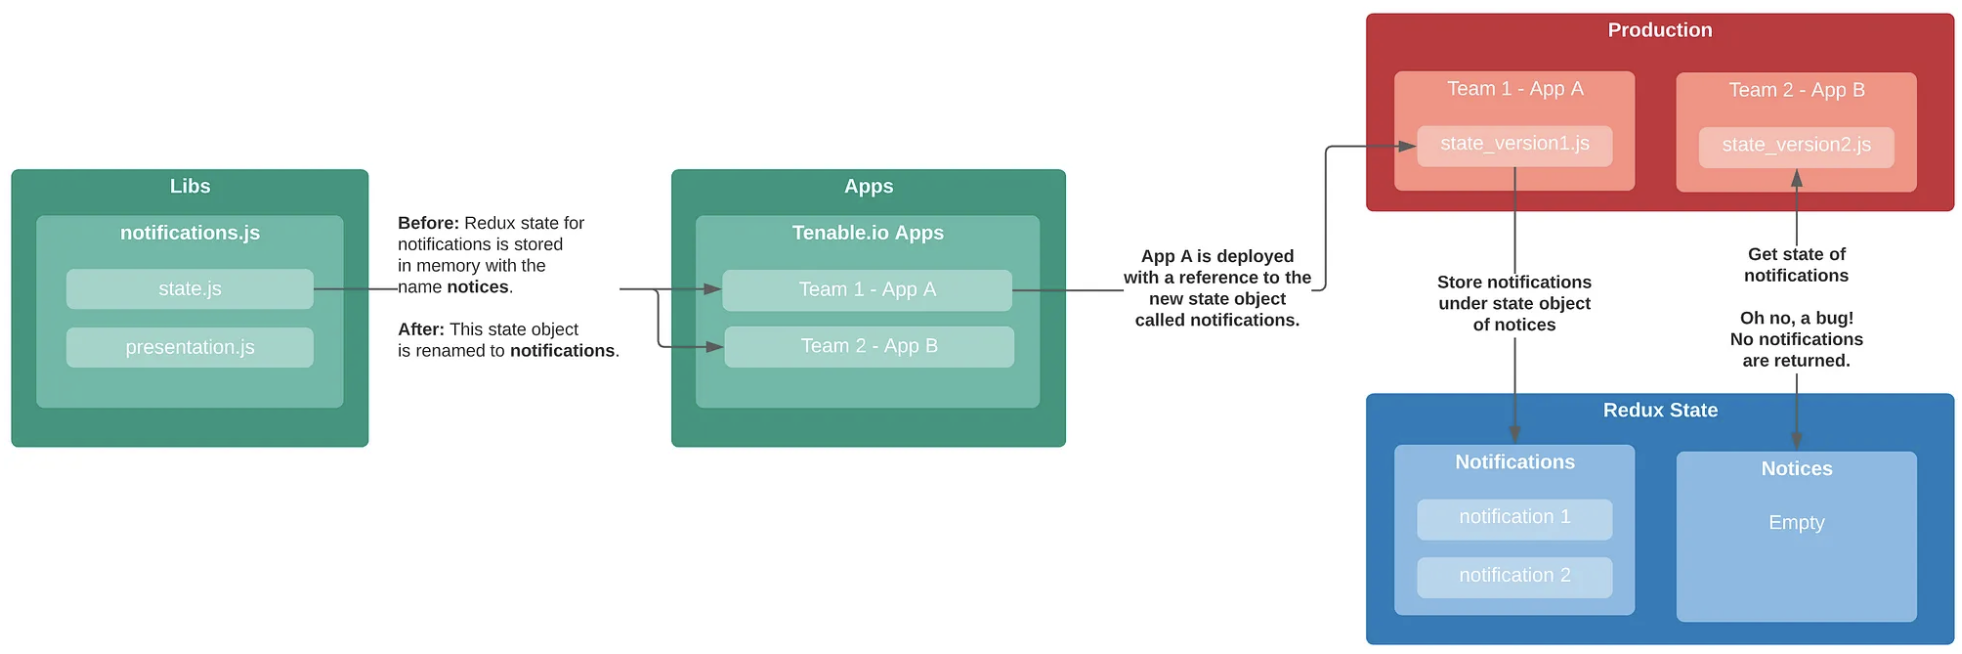 Libs
notifications.js
state.js
presentation.js
Before: Redux state for
notifications is stored
in memory with the
name notices.
After: This state object
is renamed to notifications.
Apps
Tenable.io Apps
Team 1 - App A
Team 2 - App B
App A is deployed
with a reference to the
new state object
called notifications.
Production
Team 1 - App A
state_version1.js
Team 2 - App B
state_version2.js
Store notifications
under state object
of notices
Get state of
notifications
Oh no, a bug!
No notifications
are returned.
Redux State
Notifications
notification 1
notification 2
Notices
Empty